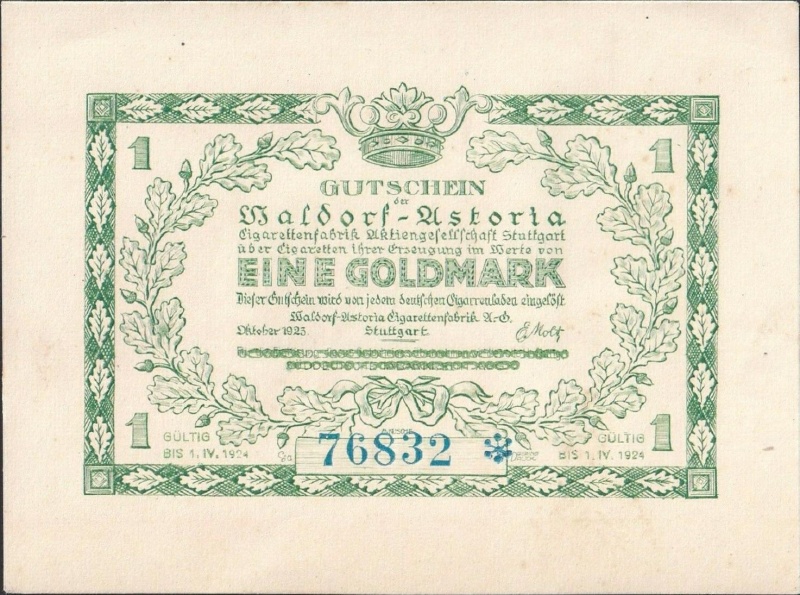 1 1
GUTSCHEIN
der
Waldorf-Astoria
Cigarettenfabrik Aktiengesellschaft Stuttgart
über Cigaretten ihrer Erzeugung im Werte von
EINE GOLDMARK
Dieser Gutschein wird von jedem deutschen Cigarrenladen eingelöst
Waldorf-Astoria Cigarettenfabrik A.-G.
Oktober 1923. Stuttgart EMolt
1 1
GÜLTIG
BIS 1. IV. 1924
76832 *
GÜLTIG
BIS 1. IV. 1924